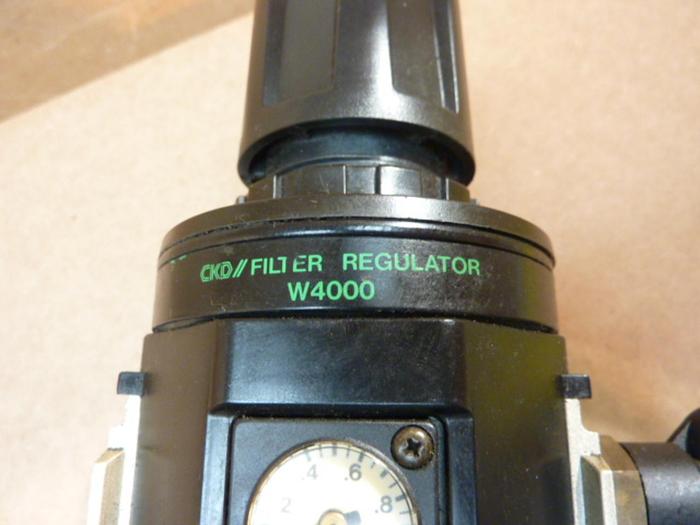 CKD// FILTER REGULATOR
W4000
.4 .6
2 .8